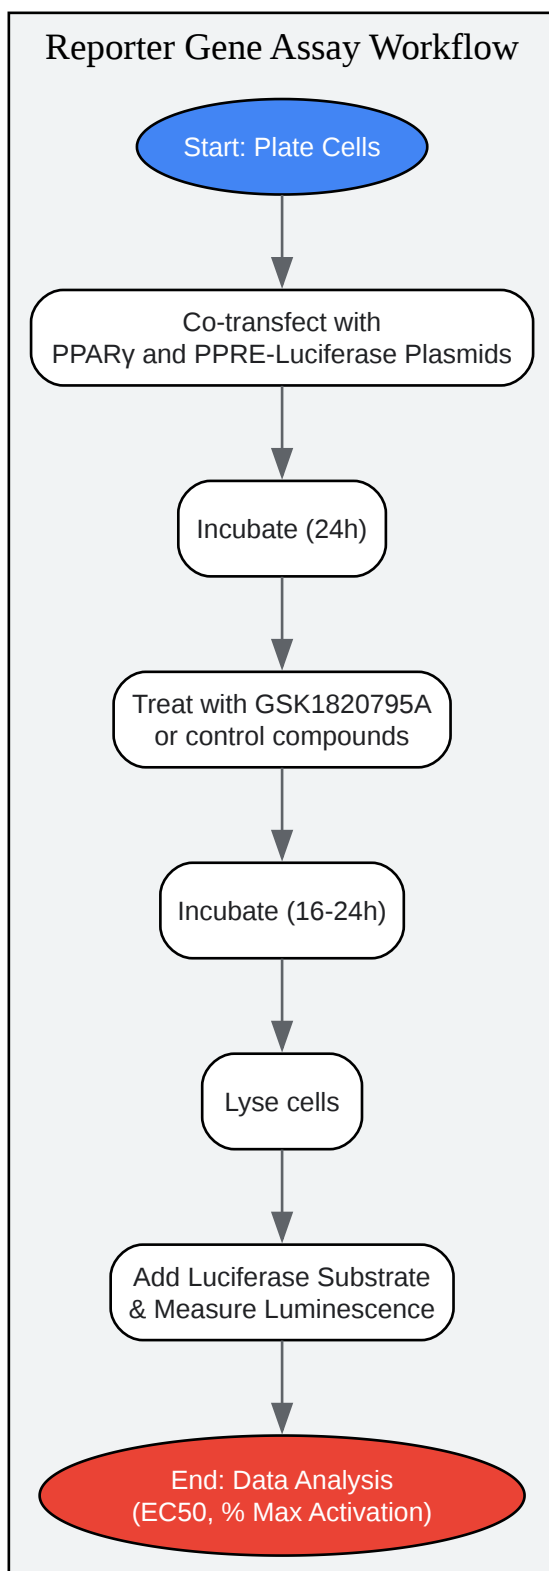 Reporter Gene Assay Workflow
Start: Plate Cells
Co-transfect with
PPARγ and PPRE-Luciferase Plasmids
Incubate (24h)
Treat with GSK1820795A
or control compounds
Incubate (16-24h)
Lyse cells
Add Luciferase Substrate
& Measure Luminescence
End: Data Analysis
(EC50, % Max Activation)